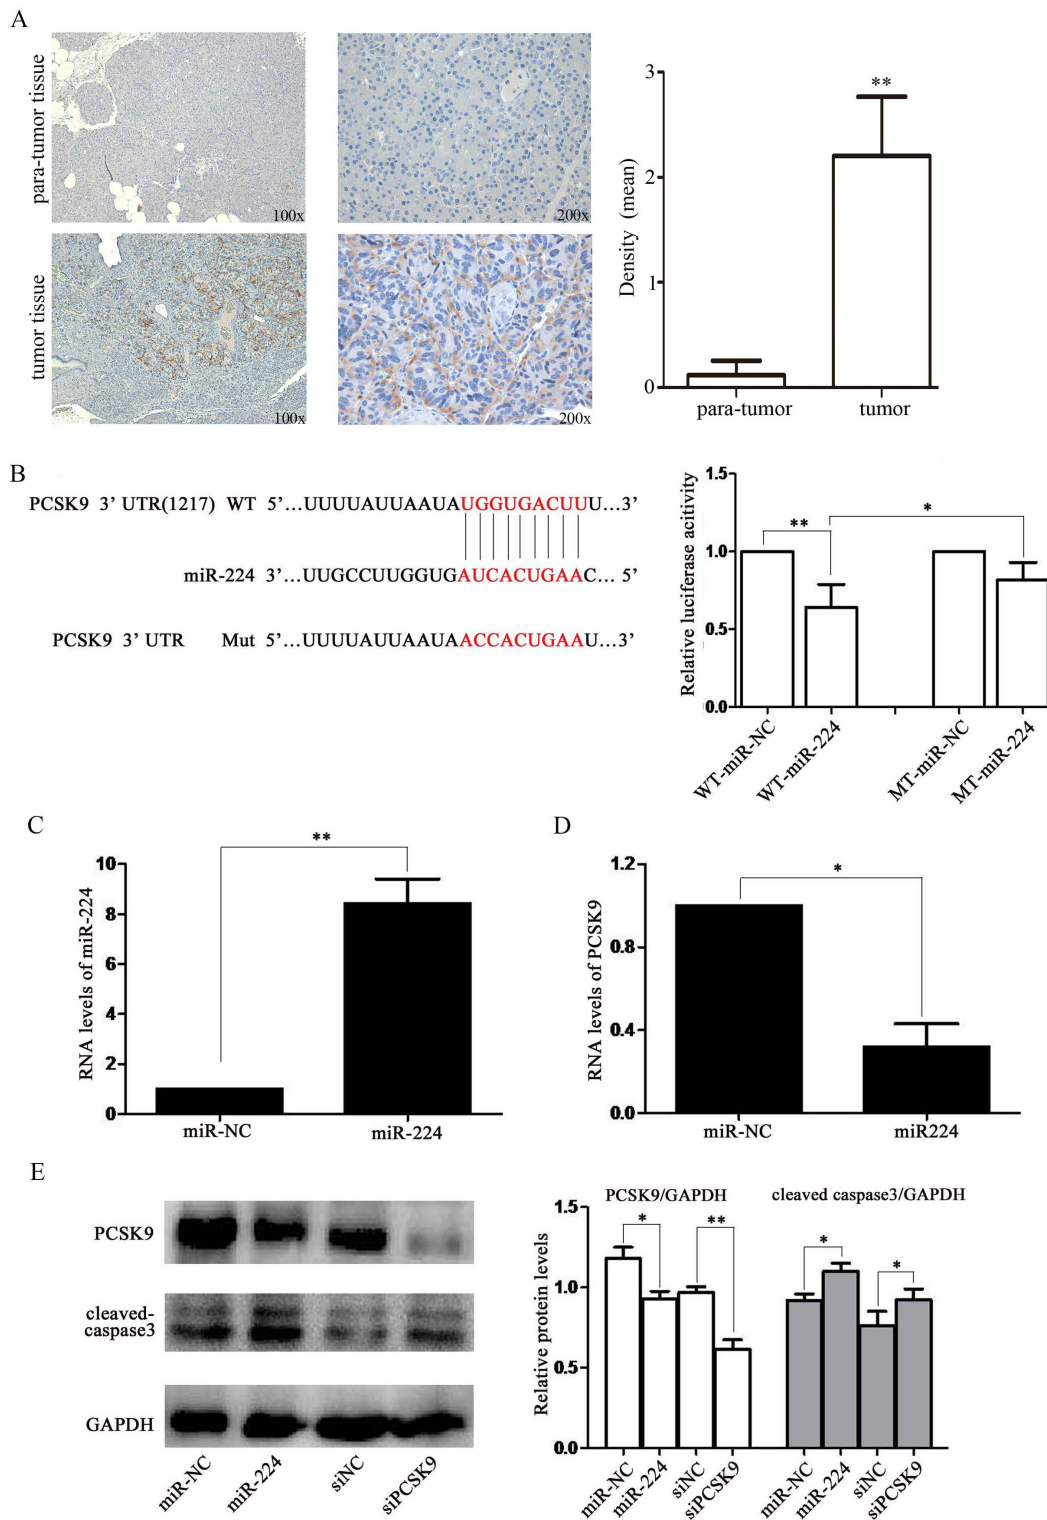 A
para-tumor tissue
100x
200x
tumor tissue
100x
200x
Density (mean)
3
2
1
0
**
para-tumor
tumor
B
PCSK9 3’ UTR(1217) WT 5’...UUUUAUUAAUAUGGUGACUUU...3’
miR-224 3’...UUGCCUUGGUGAUCACUGAAC... 5’
PCSK9 3’ UTR Mut 5’...UUUUAUUAAUAACCACUGAAU...3’
Relative luciferase acitivity
1.5
1.0
0.5
0.0
**
*
WT-miR-NC
WT-miR-224
MT-miR-NC
MT-miR-224
C
RNA levels of miR-224
10
8
6
4
2
0
**
miR-NC
miR-224
D
RNA levels of PCSK9
1.2
0.8
0.4
0.0
*
miR-NC
miR224
E
PCSK9
cleaved-
caspase3
GAPDH
miR-NC
miR-224
siNC
siPCSK9
PCSK9/GAPDH
cleaved caspase3/GAPDH
Relative protein levels
1.5
1.0
0.5
0.0
*
**
*
*
miR-NC
miR-224
siNC
siPCSK9
miR-NC
miR-224
siNC
siPCSK9